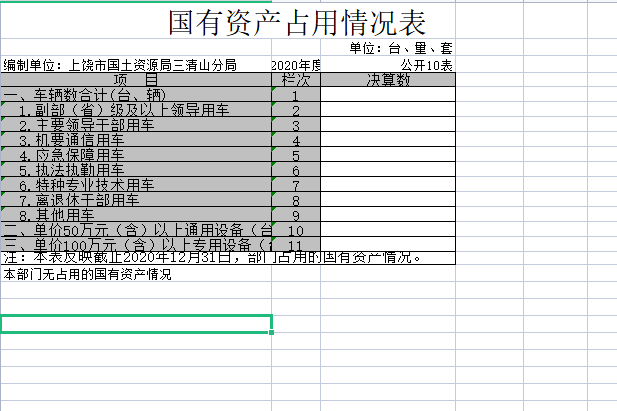 国有资产占用情况表
单位：台、量、套
编制单位：上饶市国土资源局三清山分局 2020年度 公开10表
项 目 栏次 决算数
一、车辆数合计(台、辆) 1
1.副部（省）级及以上领导用车 2
2.主要领导干部用车 3
3.机要通信用车 4
4.应急保障用车 5
5.执法执勤用车 6
6.特种专业技术用车 7
7.离退休干部用车 8
8.其他用车 9
二、单价50万元（含）以上通用设备（台 10
三、单价100万元（含）以上专用设备（ 11
注：本表反映截止2020年12月31日，部门占用的国有资产情况。
本部门无占用的国有资产情况